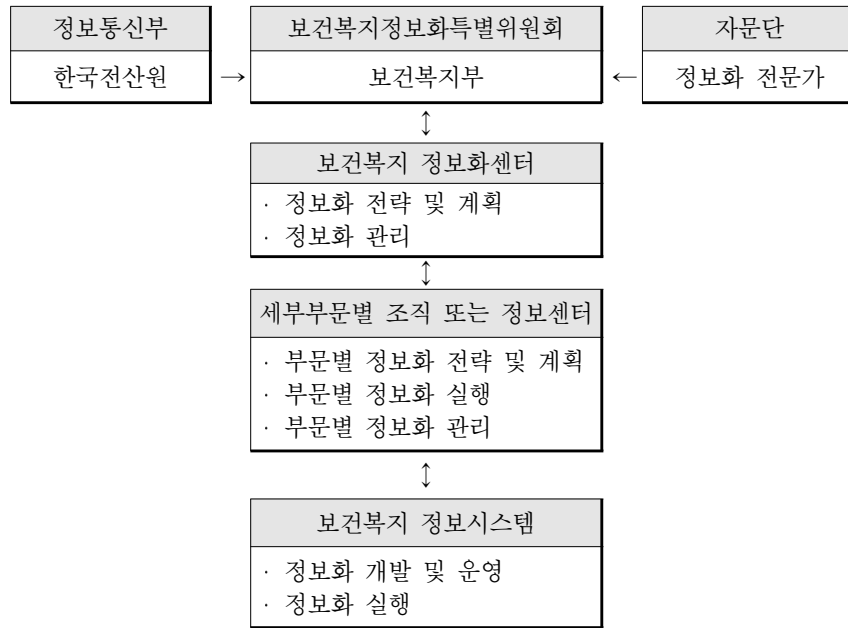 정보통신부
한국전산원
→
보건복지정보화특별위원회
보건복지부
←
자문단
정보화 전문가
↕
보건복지 정보화센터
· 정보화 전략 및 계획
· 정보화 관리
↕
세부부문별 조직 또는 정보센터
· 부문별 정보화 전략 및 계획
· 부문별 정보화 실행
· 부문별 정보화 관리
↕
보건복지 정보시스템
· 정보화 개발 및 운영
· 정보화 실행